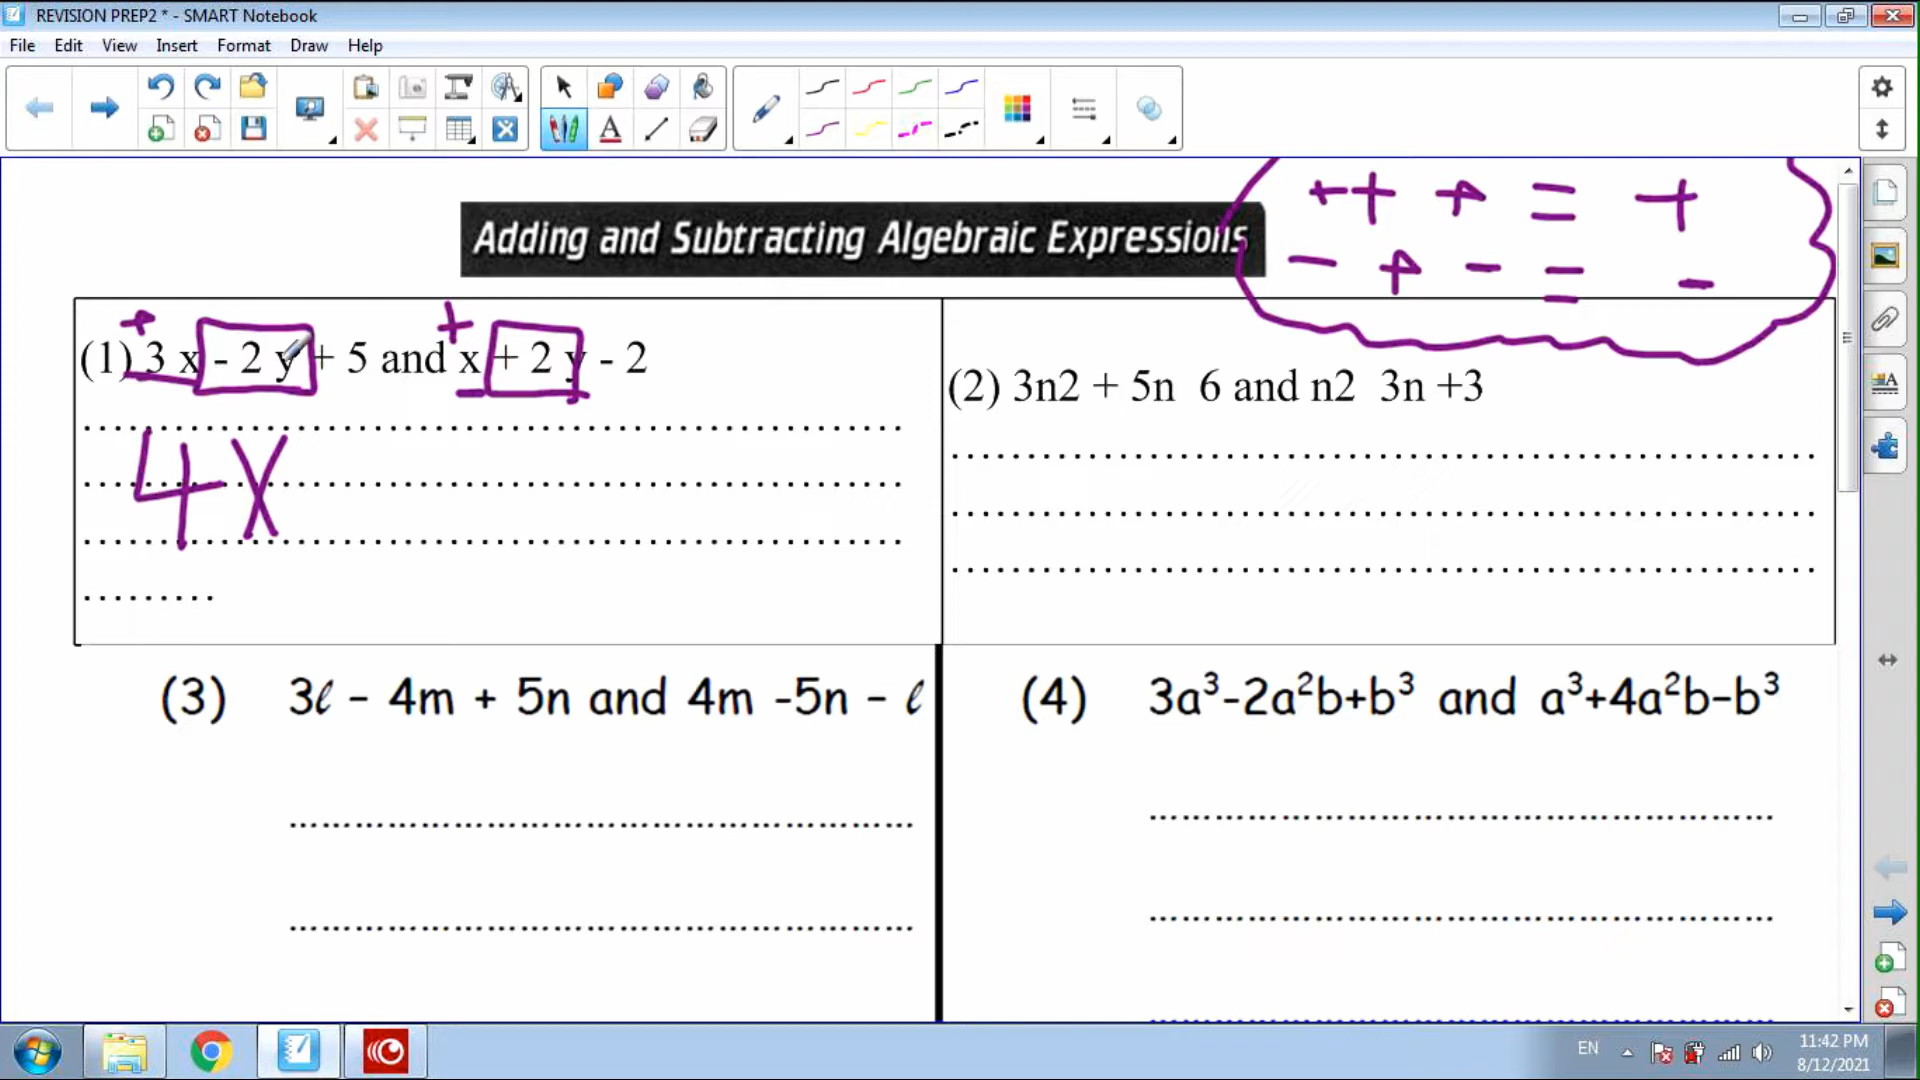 REVISION PREP2 * - SMART Notebook
File Edit View Insert Format Draw Help
+ + + = +
- + - = -
Adding and Subtracting Algebraic Expressions
+ +
(1) 3 x - 2 y + 5 and x + 2 y - 2
(2) 3n2 + 5n 6 and n2 3n +3
4X
(3) 3ℓ - 4m + 5n and 4m -5n - ℓ
(4) 3a³-2a²b+b³ and a³+4a²b-b³
EN
11:42 PM
8/12/2021